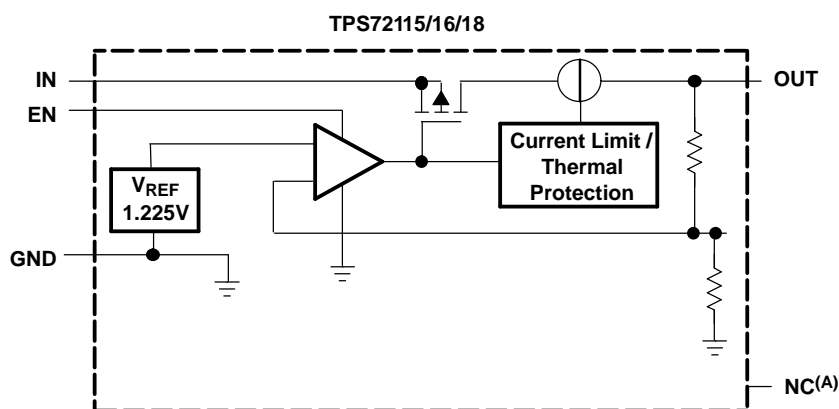 TPS72115/16/18
IN
OUT
EN
Current Limit /
Thermal
Protection
VREF
1.225V
GND
NC(A)